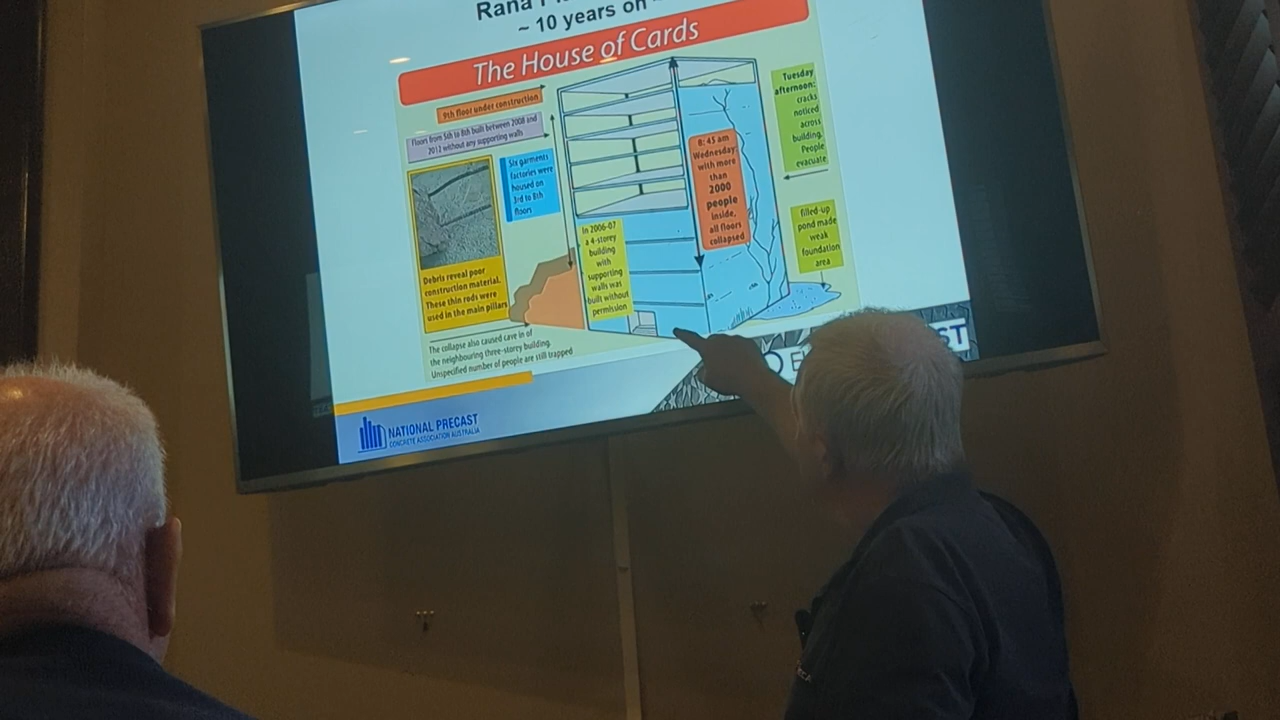 Rana
~ 10 years on
The House of Cards
9th floor under construction
Floors from 5th to 8th built between 2008 and
2012 without any supporting walls
Six garments
factories were
housed on
3rd to 8th
floors
Debris reveal poor
construction material.
These thin rods were
used in the main pillars
In 2006-07
a 4-storey
building
with
supporting
walls was
built without
permission
8:45 am
Wednesday:
with more
than
2000
people
inside,
all floors
collapsed
Tuesday
afternoon:
cracks
noticed
across
building.
People
evacuate
filled-up
pond made
weak
foundation
area
The collapse also caused cave in of
the neighbouring three-storey building.
Unspecified number of people are still trapped
NATIONAL PRECAST
CONCRETE ASSOCIATION AUSTRALIA